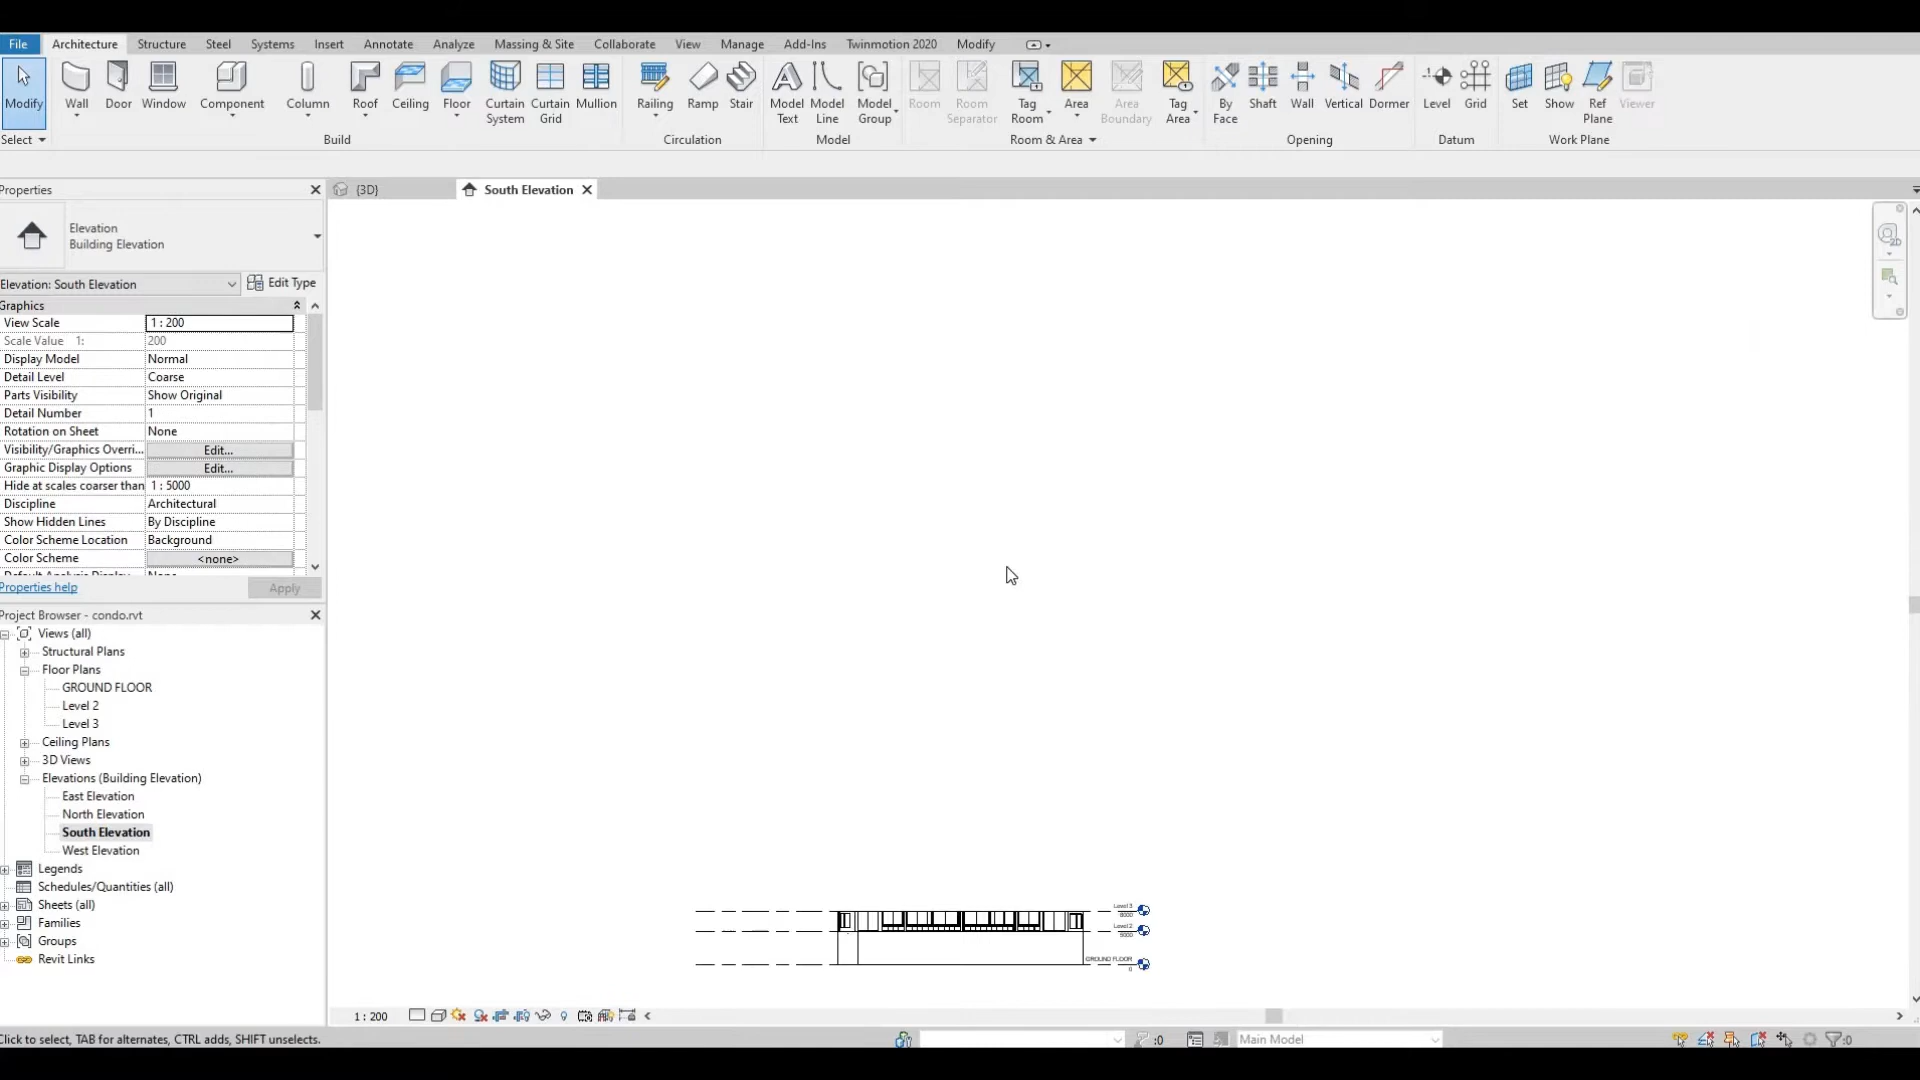 File Architecture Structure Steel Systems Insert Annotate Analyze Massing & Site Collaborate View Manage Add-Ins Twinmotion 2020 Modify
Modify Wall Door Window Component Column Roof Ceiling Floor Curtain System Curtain Grid Mullion Railing Ramp Stair Model Text Model Line Model Group Room Room Separator Tag Room Area Area Boundary Tag Area By Face Shaft Wall Vertical Dormer Level Grid Set Show Ref Plane Viewer
Select Build Circulation Model Room & Area Opening Datum Work Plane
Properties
{3D} South Elevation
Elevation
Building Elevation
Elevation: South Elevation Edit Type
Graphics
View Scale 1 : 200
Scale Value 1: 200
Display Model Normal
Detail Level Coarse
Parts Visibility Show Original
Detail Number 1
Rotation on Sheet None
Visibility/Graphics Overri... Edit...
Graphic Display Options Edit...
Hide at scales coarser than 1 : 5000
Discipline Architectural
Show Hidden Lines By Discipline
Color Scheme Location Background
Color Scheme <none>
Properties help Apply
Project Browser - condo.rvt
Views (all)
Structural Plans
Floor Plans
GROUND FLOOR
Level 2
Level 3
Ceiling Plans
3D Views
Elevations (Building Elevation)
East Elevation
North Elevation
South Elevation
West Elevation
Legends
Schedules/Quantities (all)
Sheets (all)
Families
Groups
Revit Links
Level 3
8000
Level 2
5000
GROUND FLOOR
0
1 : 200
Click to select, TAB for alternates, CTRL adds, SHIFT unselects.
:0
Main Model
:0